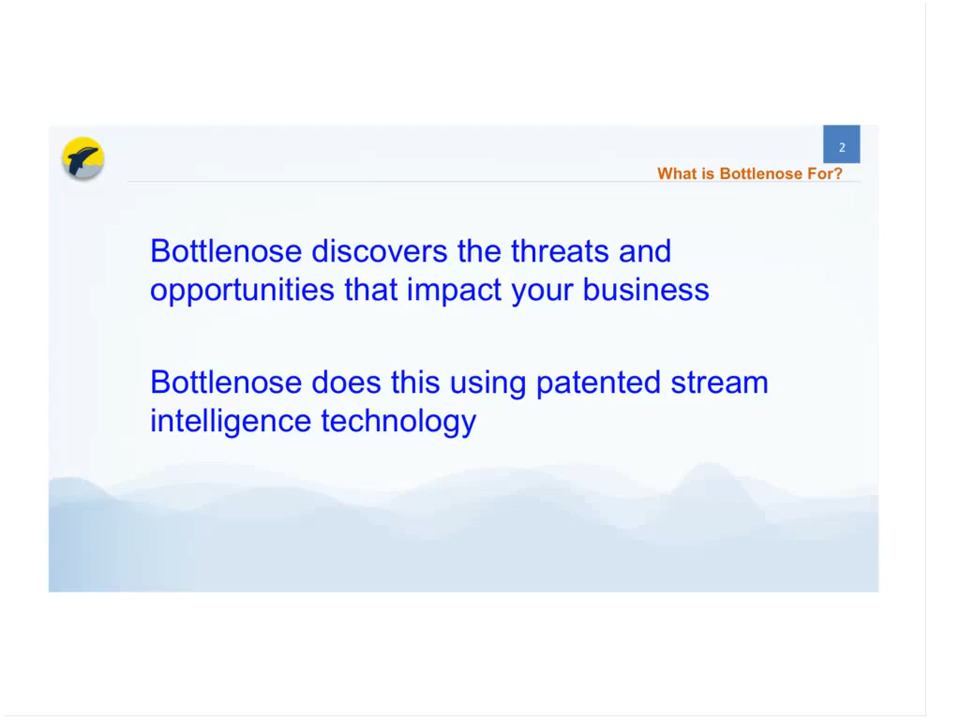 2
What is Bottlenose For?
Bottlenose discovers the threats and
opportunities that impact your business
Bottlenose does this using patented stream
intelligence technology